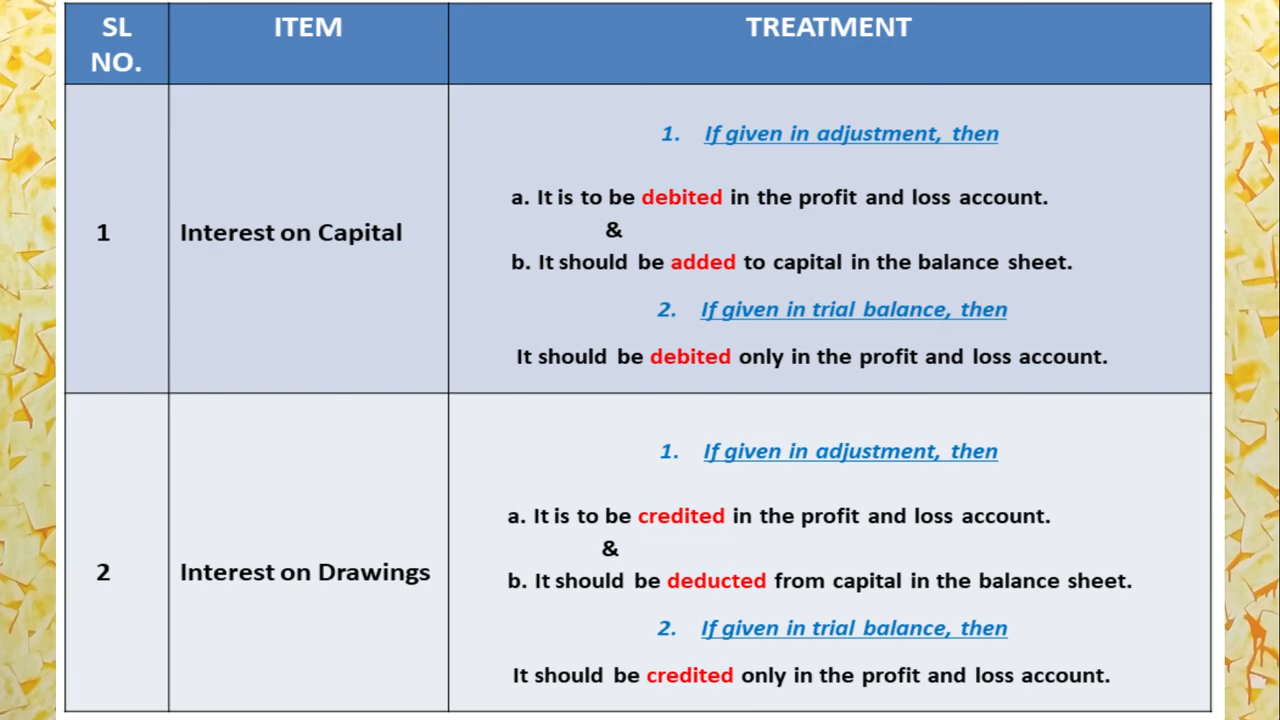 SL NO.
ITEM
TREATMENT
1
Interest on Capital
1. If given in adjustment, then
a. It is to be debited in the profit and loss account.
&
b. It should be added to capital in the balance sheet.
2. If given in trial balance, then
It should be debited only in the profit and loss account.
2
Interest on Drawings
1. If given in adjustment, then
a. It is to be credited in the profit and loss account.
&
b. It should be deducted from capital in the balance sheet.
2. If given in trial balance, then
It should be credited only in the profit and loss account.